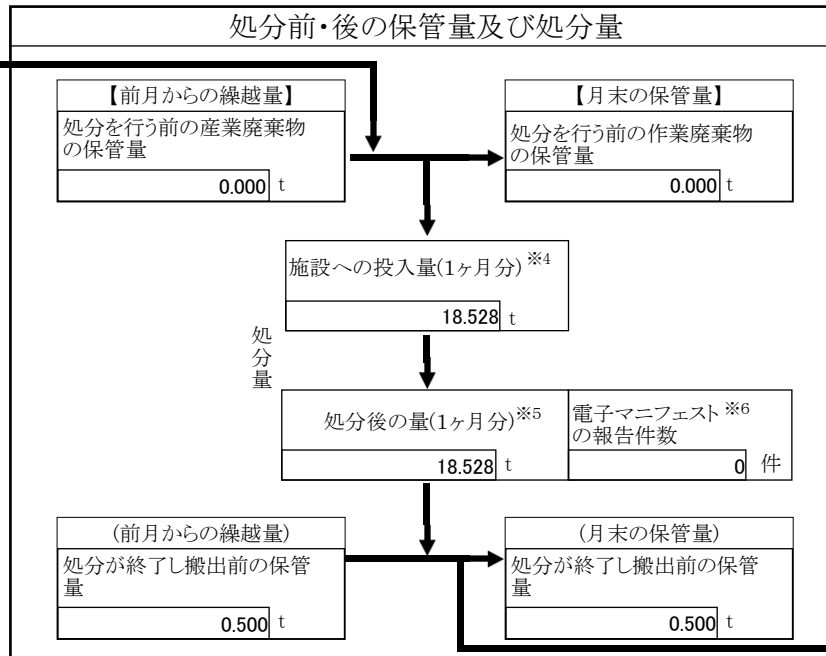 処分前・後の保管量及び処分量
【前月からの繰越量】
処分を行う前の産業廃棄物
の保管量
0.000 t
【月末の保管量】
処分を行う前の作業廃棄物
の保管量
0.000 t
施設への投入量(1ヶ月分)※4
18.528 t
処分量
処分後の量(1ヶ月分)※5
18.528 t
電子マニフェスト※6
の報告件数
0 件
(前月からの繰越量)
処分が終了し搬出前の保管
量
0.500 t
(月末の保管量)
処分が終了し搬出前の保管
量
0.500 t